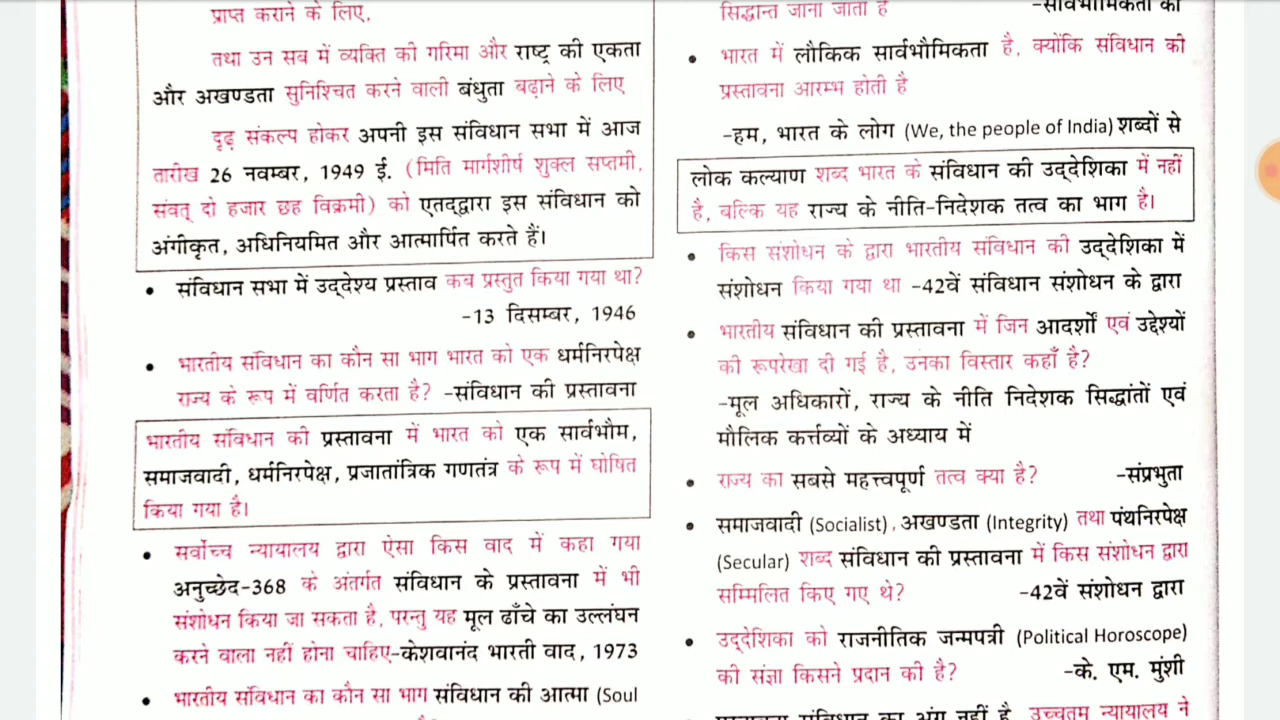 प्राप्त कराने के लिए,
तथा उन सब में व्यक्ति की गरिमा और राष्ट्र की एकता
और अखण्डता सुनिश्चित करने वाली बंधुता बढ़ाने के लिए
दृढ़ संकल्प होकर अपनी इस संविधान सभा में आज
तारीख 26 नवम्बर, 1949 ई. (मिति मार्गशीर्ष शुक्ल सप्तमी,
संवत् दो हजार छह विक्रमी) को एतद्द्वारा इस संविधान को
अंगीकृत, अधिनियमित और आत्मार्पित करते हैं।
• संविधान सभा में उद्देश्य प्रस्ताव कब प्रस्तुत किया गया था?
-13 दिसम्बर, 1946
• भारतीय संविधान का कौन सा भाग भारत को एक धर्मनिरपेक्ष
राज्य के रूप में वर्णित करता है? -संविधान की प्रस्तावना
भारतीय संविधान की प्रस्तावना में भारत को एक सार्वभौम,
समाजवादी, धर्मनिरपेक्ष, प्रजातांत्रिक गणतंत्र के रूप में घोषित
किया गया है।
• सर्वोच्च न्यायालय द्वारा ऐसा किस वाद में कहा गया
अनुच्छेद-368 के अंतर्गत संविधान के प्रस्तावना में भी
संशोधन किया जा सकता है, परन्तु यह मूल ढाँचे का उल्लंघन
करने वाला नहीं होना चाहिए-केशवानंद भारती वाद, 1973
• भारतीय संविधान का कौन सा भाग संविधान की आत्मा (Soul
सिद्धान्त जाना जाता है -सार्वभौमिकता का
• भारत में लौकिक सार्वभौमिकता है, क्योंकि संविधान की
प्रस्तावना आरम्भ होती है
-हम, भारत के लोग (We, the people of India) शब्दों से
लोक कल्याण शब्द भारत के संविधान की उद्देशिका में नहीं
है, बल्कि यह राज्य के नीति-निदेशक तत्व का भाग है।
• किस संशोधन के द्वारा भारतीय संविधान की उद्देशिका में
संशोधन किया गया था -42वें संविधान संशोधन के द्वारा
• भारतीय संविधान की प्रस्तावना में जिन आदर्शों एवं उद्देश्यों
की रूपरेखा दी गई है, उनका विस्तार कहाँ है?
-मूल अधिकारों, राज्य के नीति निदेशक सिद्धांतों एवं
मौलिक कर्त्तव्यों के अध्याय में
• राज्य का सबसे महत्त्वपूर्ण तत्व क्या है? -संप्रभुता
• समाजवादी (Socialist), अखण्डता (Integrity) तथा पंथनिरपेक्ष
(Secular) शब्द संविधान की प्रस्तावना में किस संशोधन द्वारा
सम्मिलित किए गए थे? -42वें संशोधन द्वारा
• उद्देशिका को राजनीतिक जन्मपत्री (Political Horoscope)
की संज्ञा किसने प्रदान की है? -के. एम. मुंशी
संविधान का अंग नहीं है, उच्चतम न्यायालय ने